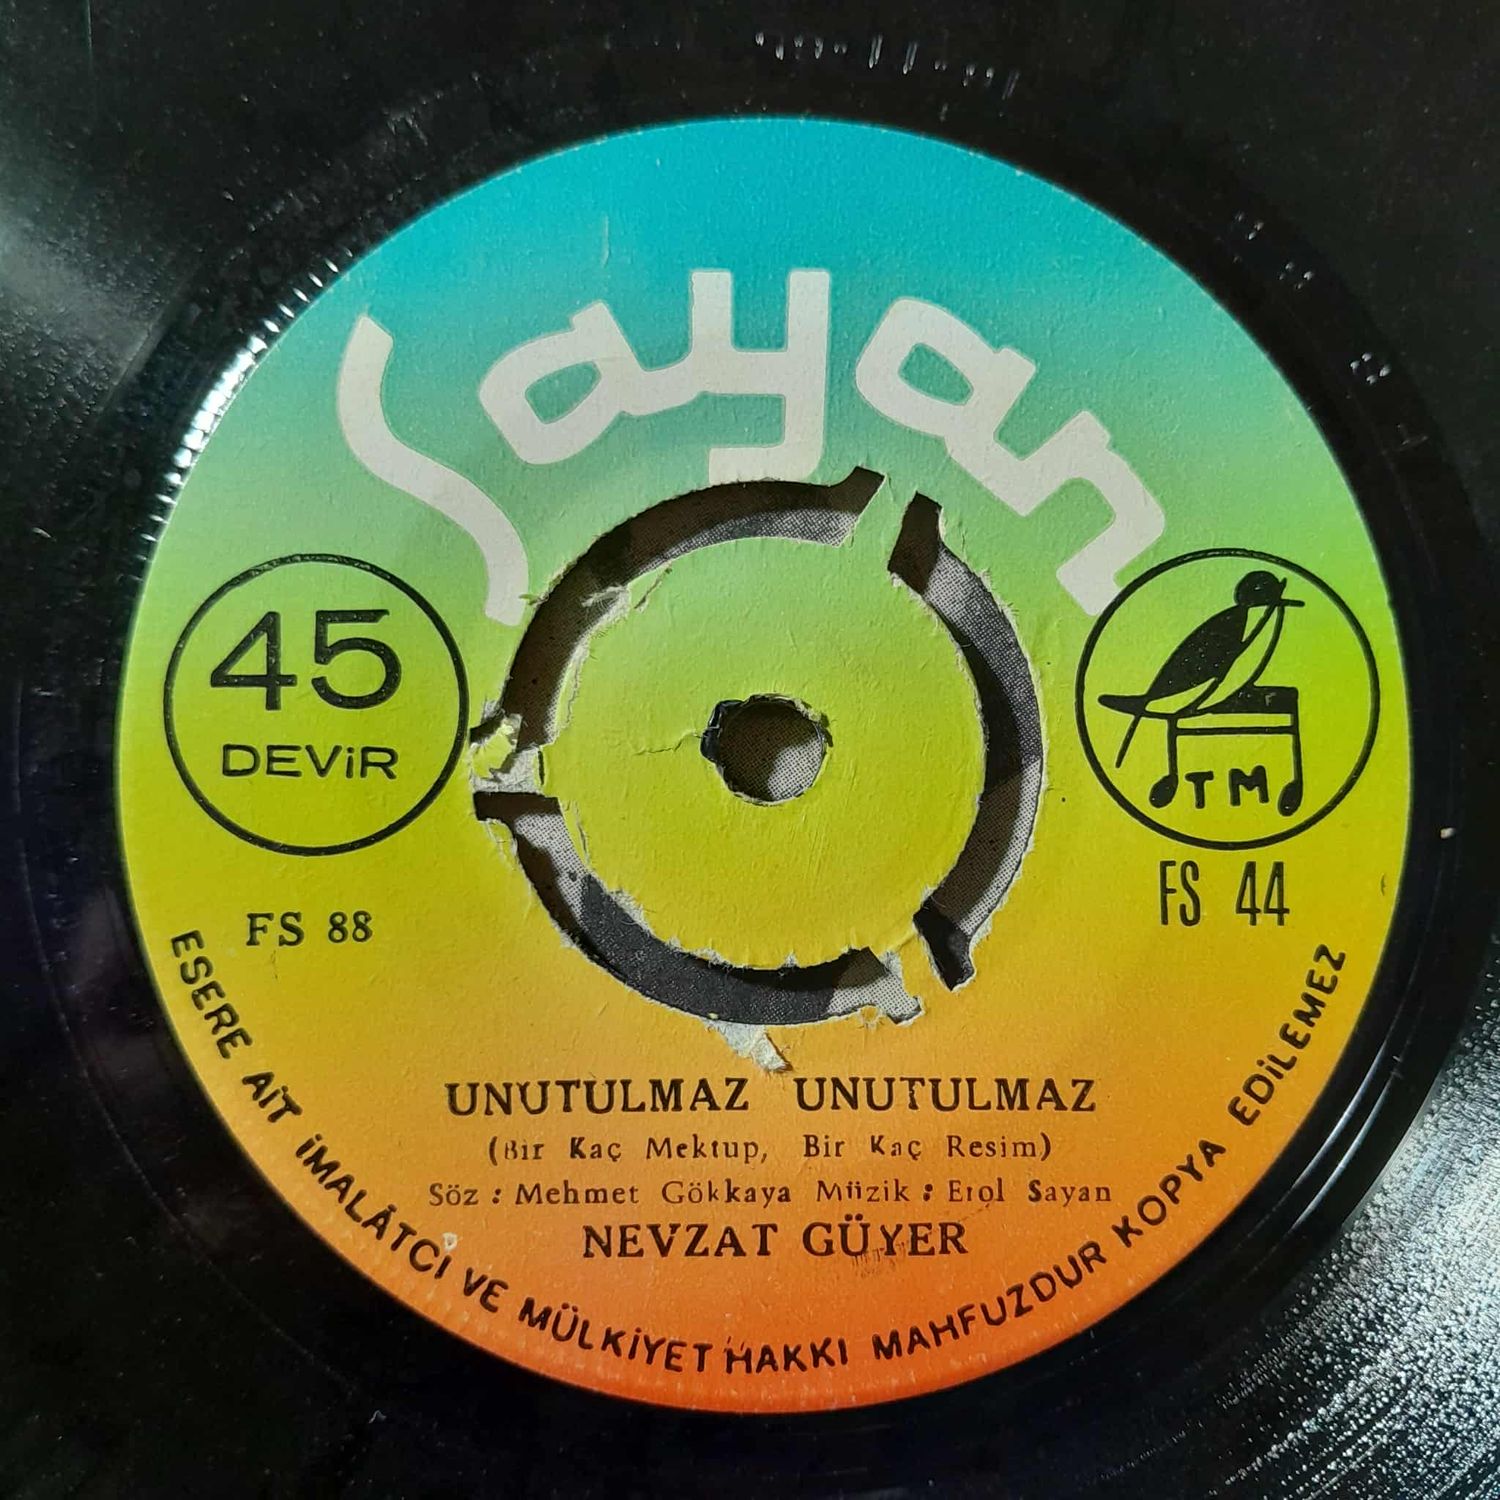 Sayan
45
DEVİR
TM
FS 88
FS 44
UNUTULMAZ UNUTULMAZ
(Bir Kaç Mektup, Bir Kaç Resim)
Söz : Mehmet Gökkaya Müzik : Erol Sayan
NEVZAT GÜYER
ESERE AİT İMALÂTCİ VE MÜLKİYET HAKKI MAHFUZDUR KOPYA EDİLEMEZ